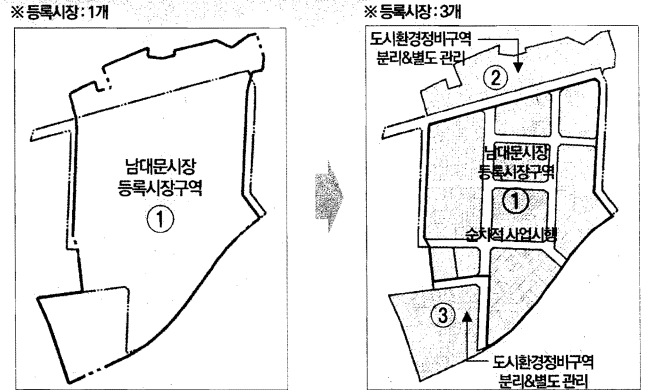 ※ 등록시장 : 1개
남대문시장
등록시장구역
①
※ 등록시장 : 3개
도시환경정비구역
분리&별도 관리
②
남대문시장
등록시장구역
①
순차적 사업시행
③
도시환경정비구역
분리&별도 관리